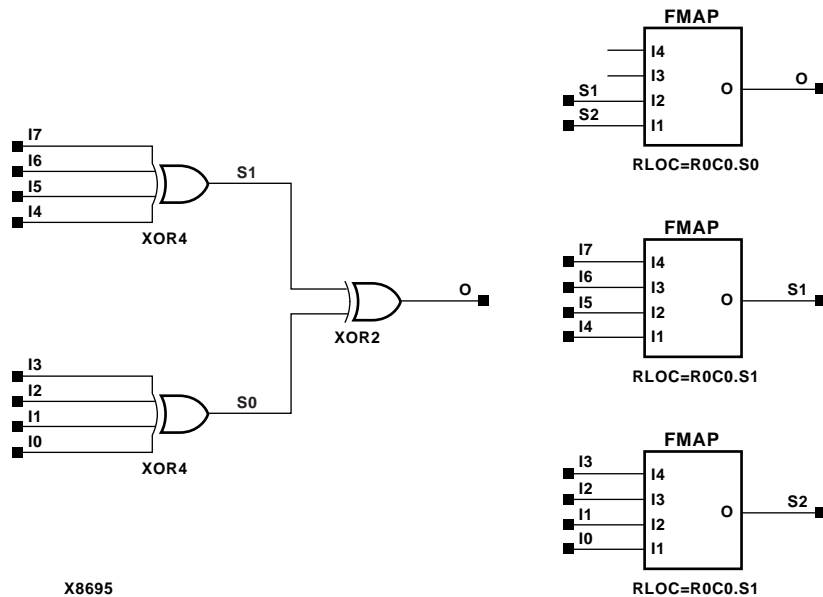 I7
I6
I5
I4
XOR4
S1
I3
I2
I1
I0
XOR4
S0
XOR2
O
X8695
FMAP
I4
I3
S1
I2
S2
I1
O
O
RLOC=R0C0.S0
FMAP
I7
I4
I6
I3
I5
I2
I4
I1
O
S1
RLOC=R0C0.S1
FMAP
I3
I4
I2
I3
I1
I2
I0
I1
O
S2
RLOC=R0C0.S1